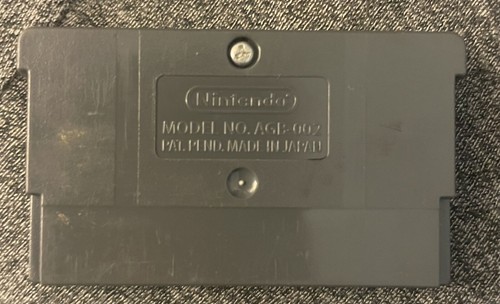 Nintendo
MODEL NO. AGB-002
PAT. PEND. MADE IN JAPAN